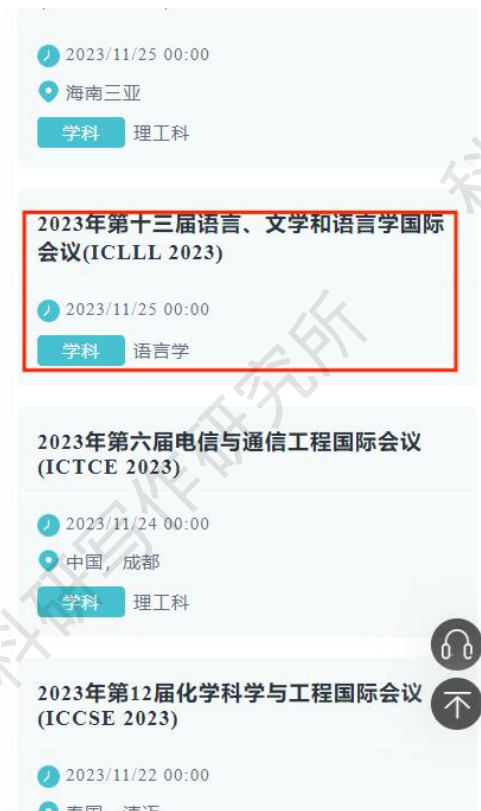 2023/11/25 00:00
海南三亚
学科 理工科
2023年第十三届语言、文学和语言学国际
会议(ICLLL 2023)
2023/11/25 00:00
学科 语言学
2023年第六届电信与通信工程国际会议
(ICTCE 2023)
2023/11/24 00:00
中国，成都
学科 理工科
2023年第12届化学科学与工程国际会议
(ICCSE 2023)
2023/11/22 00:00
科研写作研究所